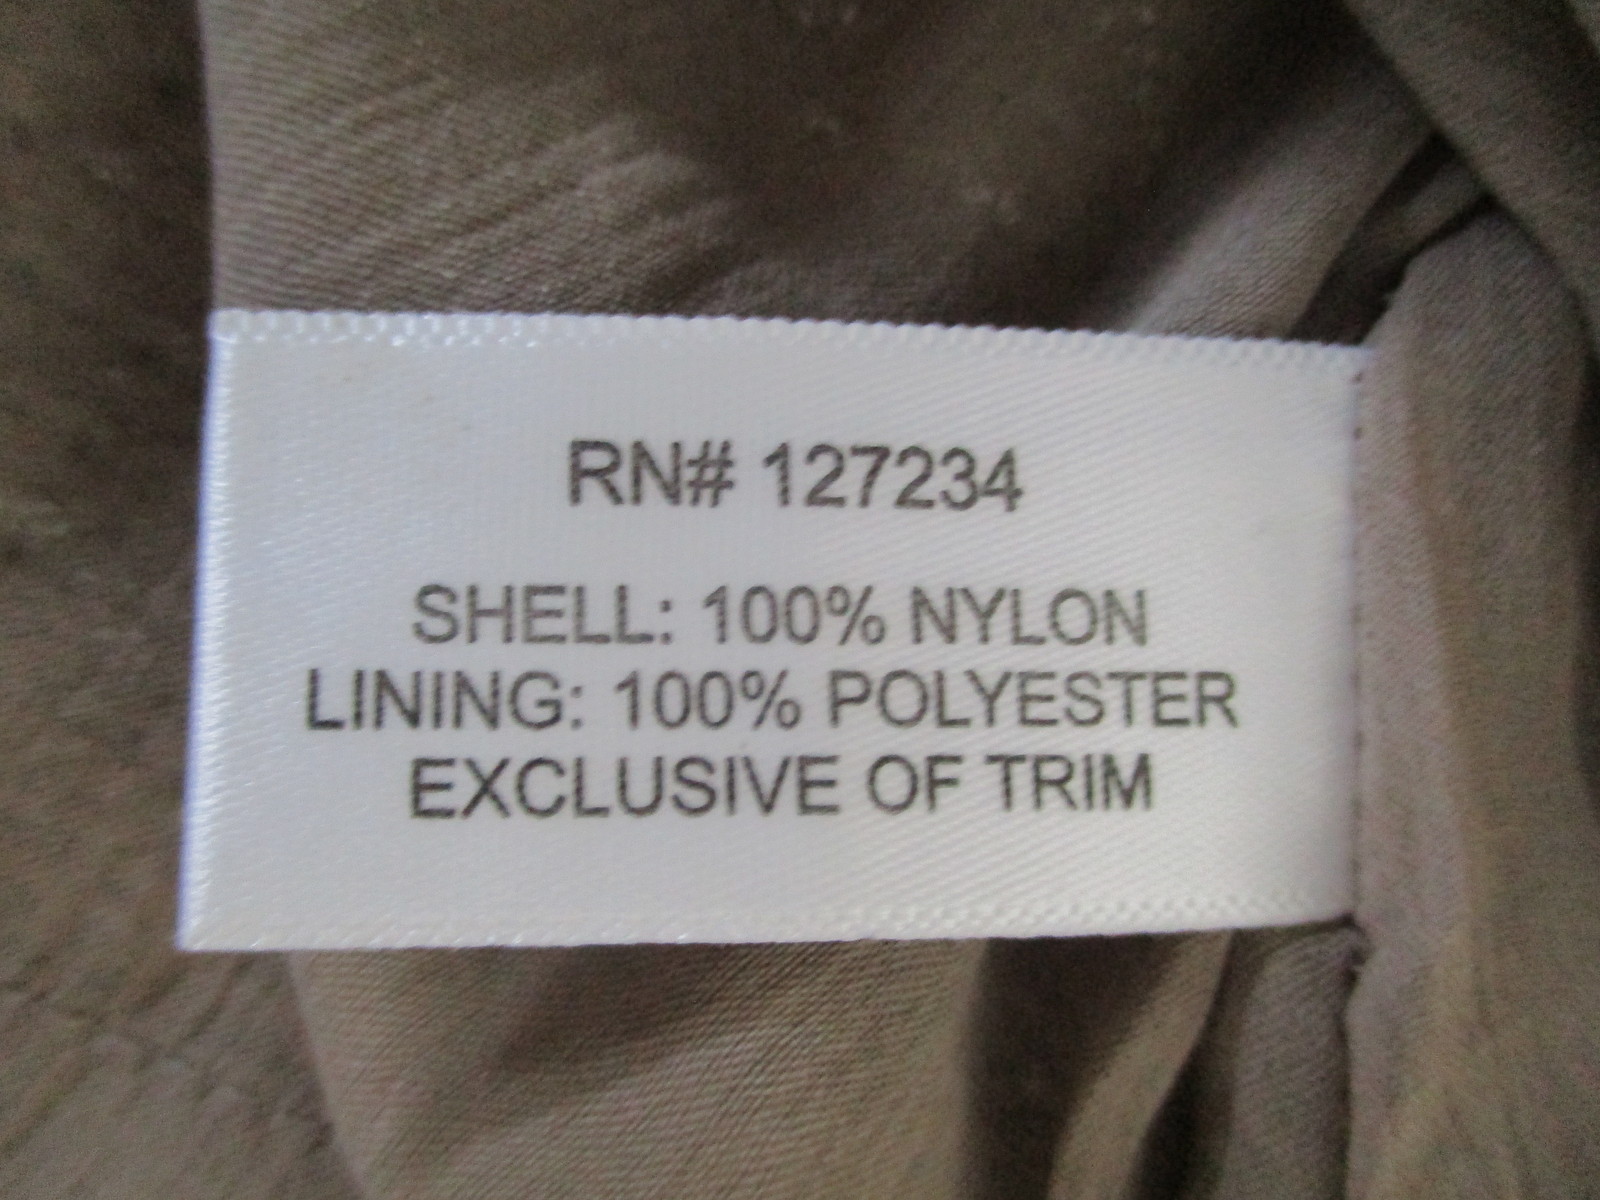 RN# 127234
SHELL: 100% NYLON
LINING: 100% POLYESTER
EXCLUSIVE OF TRIM